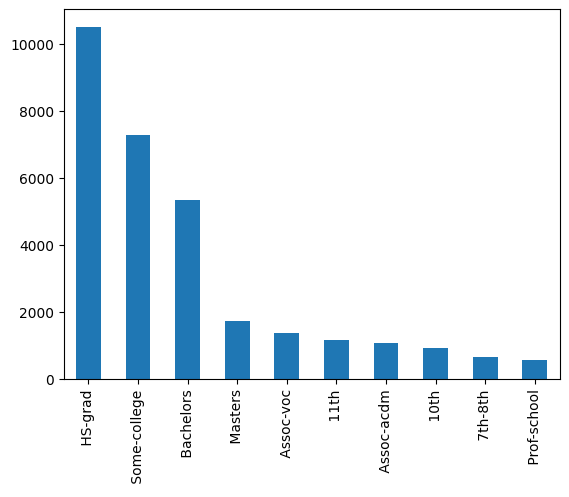 10000
8000
6000
4000
2000
0
HS-grad
Some-college
Bachelors
Masters
Assoc-voc
11th
Assoc-acdm
10th
7th-8th
Prof-school